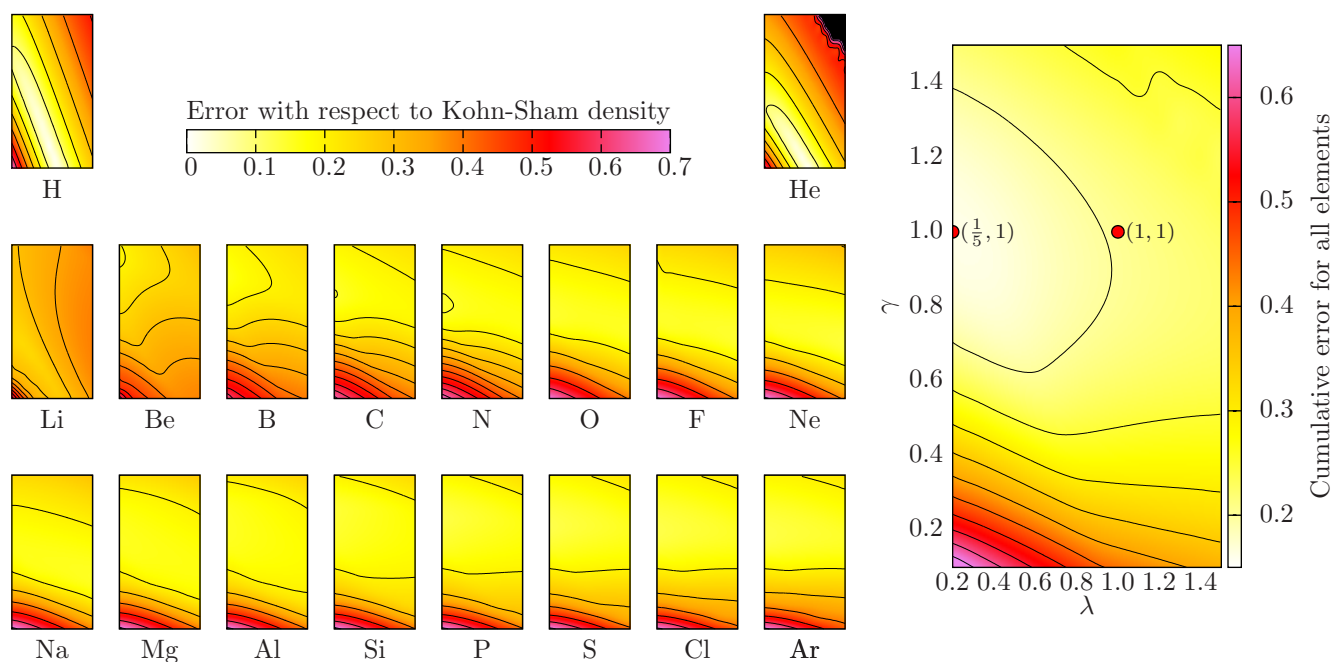 Error with respect to Kohn-Sham density
0 0.1 0.2 0.3 0.4 0.5 0.6 0.7
H He
Li Be B C N O F Ne
Na Mg Al Si P S Cl Ar
1.4
1.2
1.0
0.8
0.6
0.4
0.2
γ
(1/5, 1)
(1, 1)
0.2 0.4 0.6 0.8 1.0 1.2 1.4
λ
0.6
0.5
0.4
0.3
0.2
Cumulative error for all elements